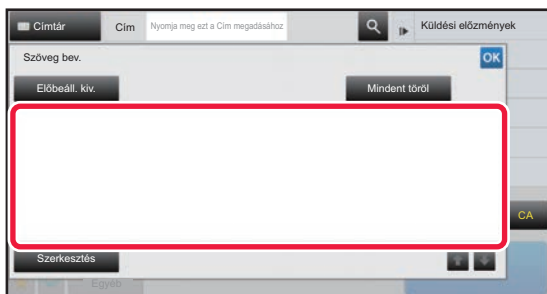 Címtár Cím Nyomja meg ezt a Cím megadásához Küldési előzmények
Szöveg bev. OK
Előbeáll. kiv. Mindent töröl
CA
Szerkesztés
Egyéb